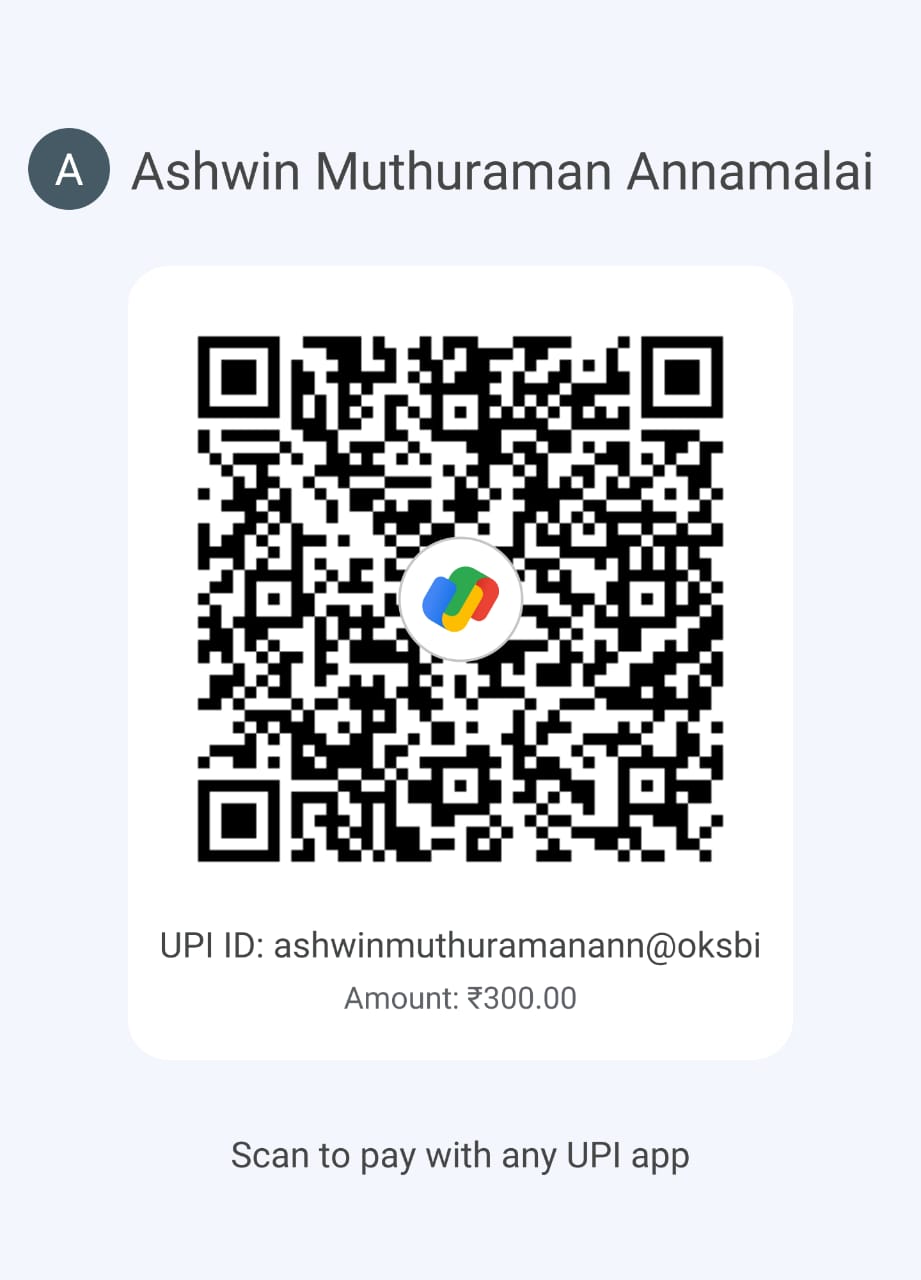 A Ashwin Muthuraman Annamalai
UPI ID: ashwinmuthuramanann@oksbi
Amount: ₹300.00
Scan to pay with any UPI app